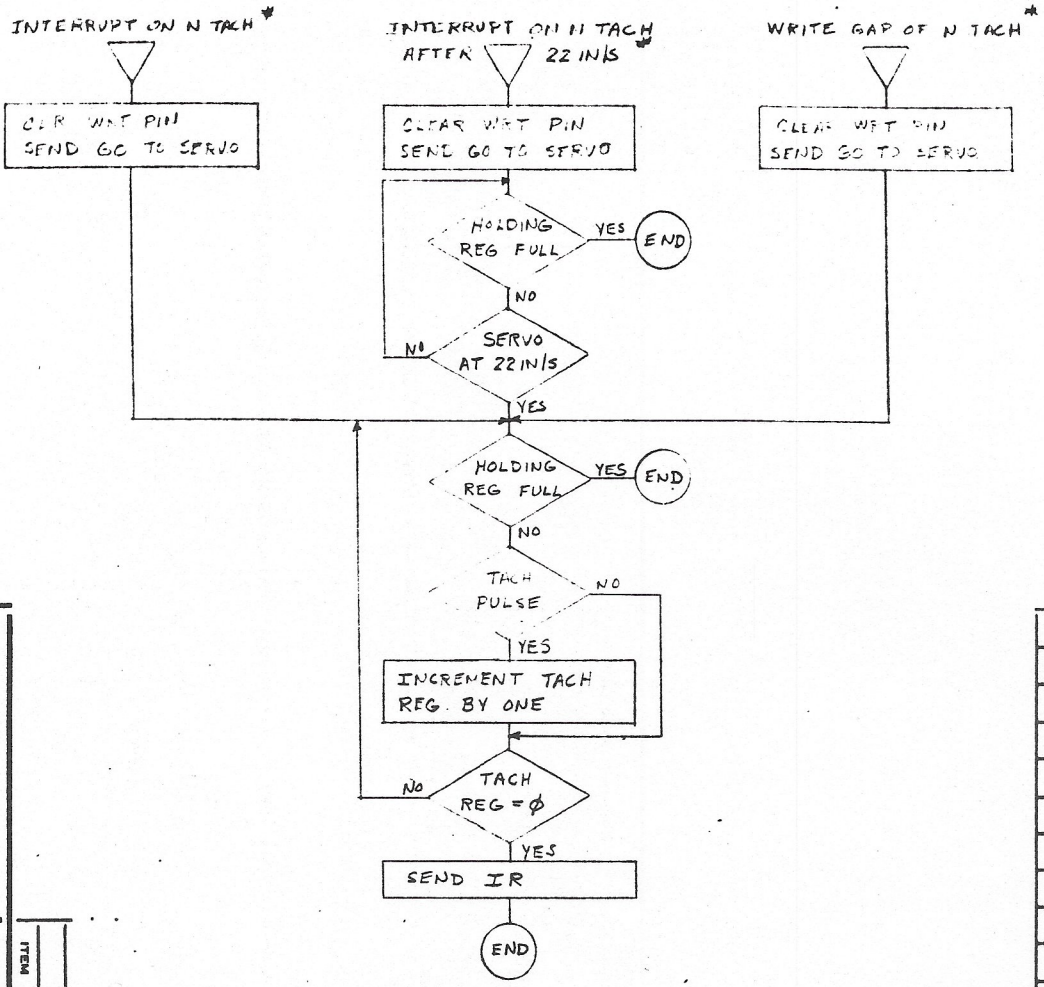 INTERRUPT ON N TACH *
INTERRUPT ON N TACH
AFTER 22 IN/S *
WRITE GAP OF N TACH *
CLR WRT PIN
SEND GO TO SERVO
CLEAR WRT PIN
SEND GO TO SERVO
CLEAR WRT PIN
SEND GO TO SERVO
HOLDING
REG FULL
YES
END
NO
SERVO
AT 22 IN/S
NO
YES
HOLDING
REG FULL
YES
END
NO
TACH
PULSE
NO
YES
INCREMENT TACH
REG. BY ONE
TACH
REG = ϕ
NO
YES
SEND IR
END
ITEM